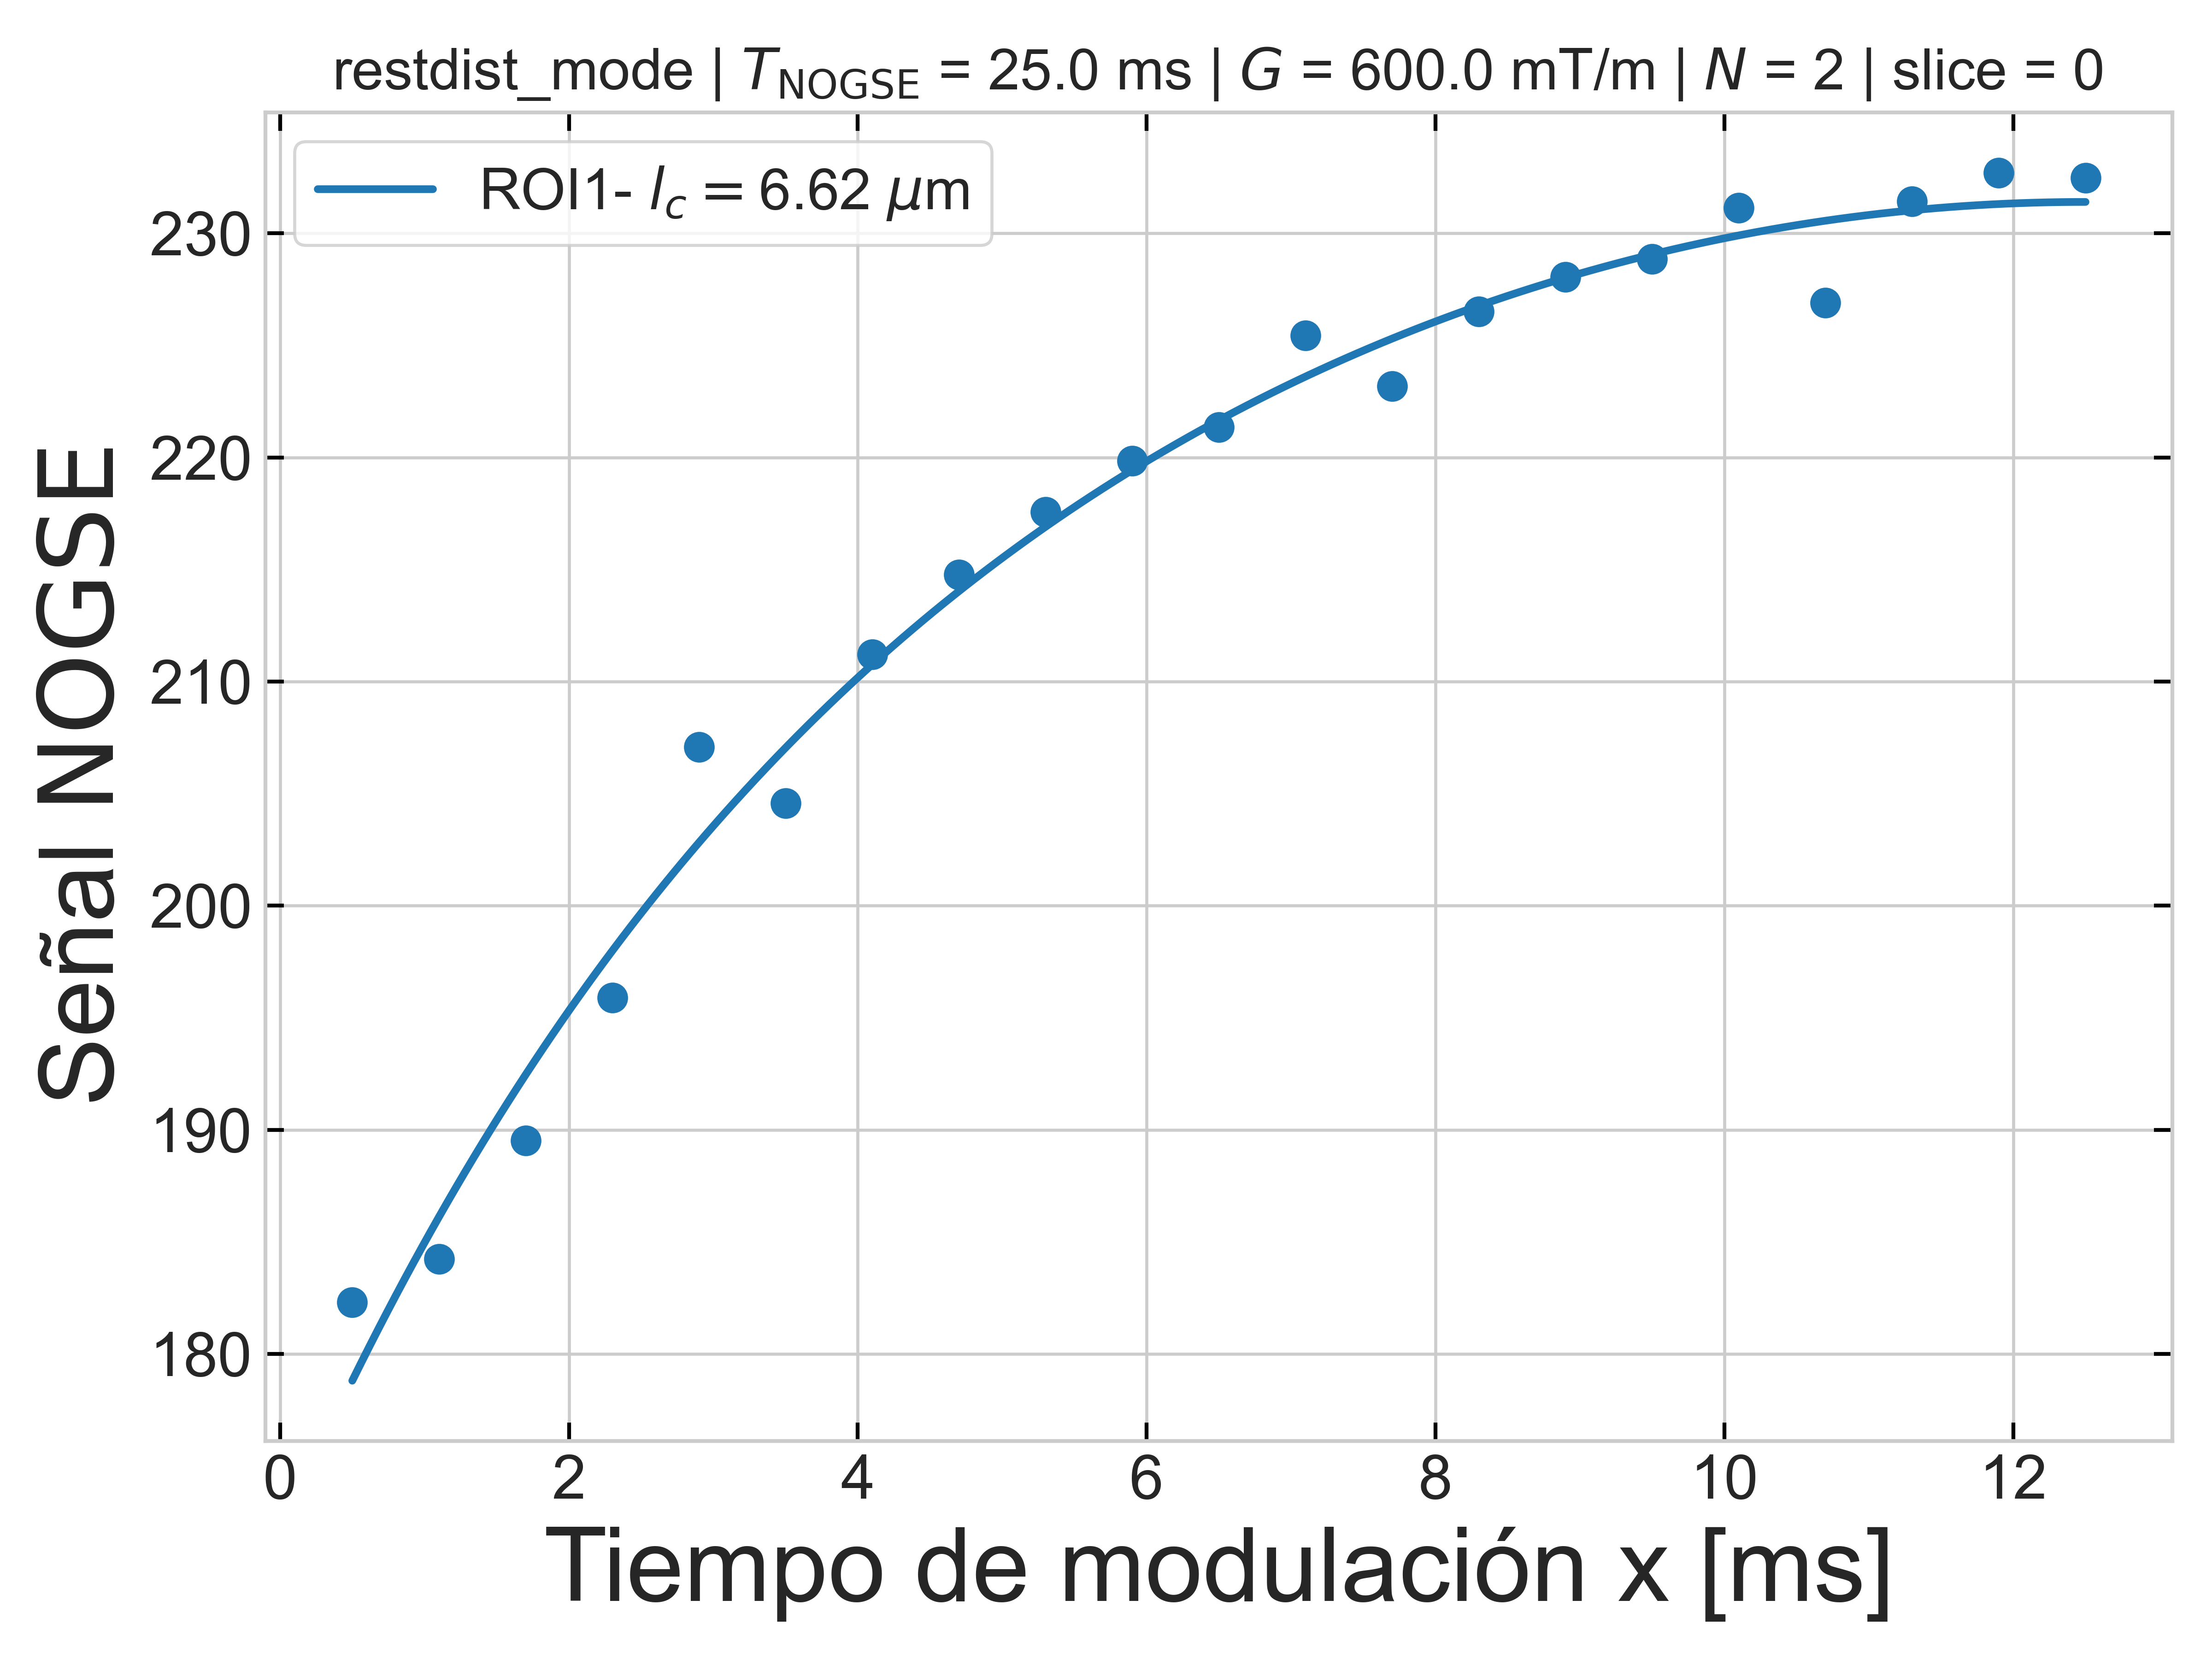 restdist_mode | T_NOGSE = 25.0 ms | G = 600.0 mT/m | N = 2 | slice = 0
ROI1- l_c = 6.62 μm
Señal NOGSE
230
220
210
200
190
180
0 2 4 6 8 10 12
Tiempo de modulación x [ms]